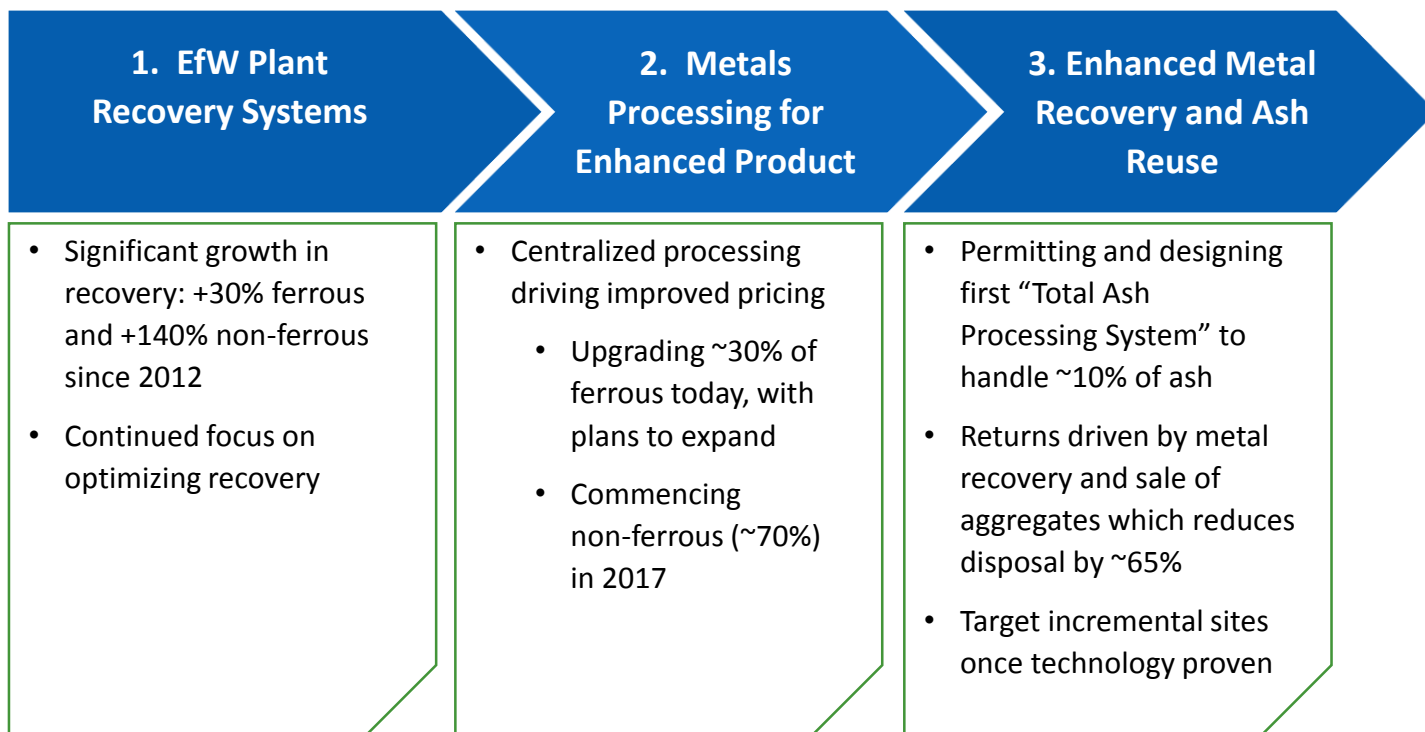 1. EfW Plant
Recovery Systems
• Significant growth in
recovery: +30% ferrous
and +140% non-ferrous
since 2012
• Continued focus on
optimizing recovery
2. Metals
Processing for
Enhanced Product
• Centralized processing
driving improved pricing
• Upgrading ~30% of
ferrous today, with
plans to expand
• Commencing
non-ferrous (~70%)
in 2017
3. Enhanced Metal
Recovery and Ash
Reuse
• Permitting and designing
first “Total Ash
Processing System” to
handle ~10% of ash
• Returns driven by metal
recovery and sale of
aggregates which reduces
disposal by ~65%
• Target incremental sites
once technology proven